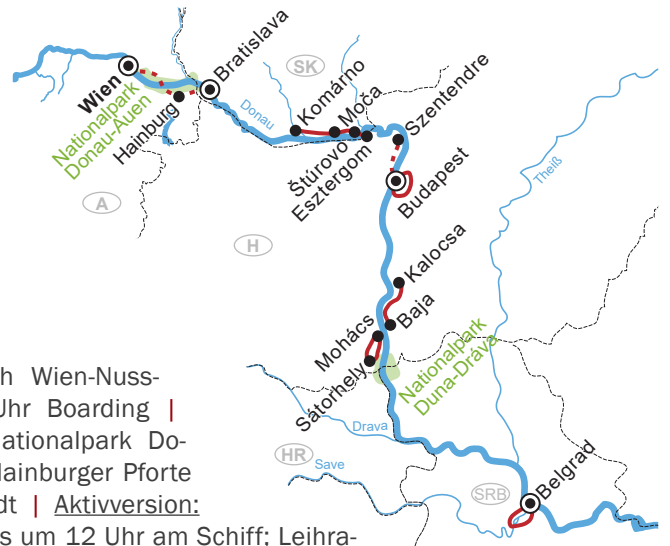 Wien
Nationalpark
Donau-Auen
Hainburg
Bratislava
Donau
SK
Komárno
Moča
Štúrovo
Esztergom
Szentendre
Budapest
Theiß
A
H
Kalocsa
Baja
Mohács
Sátorhely
Nationalpark
Duna-Dráva
Drava
HR
Save
SRB
Belgrad
h Wien-Nuss-
Uhr Boarding |
ationalpark Do-
Hainburger Pforte
dt | Aktivversion:
s um 12 Uhr am Schiff; Leihra-